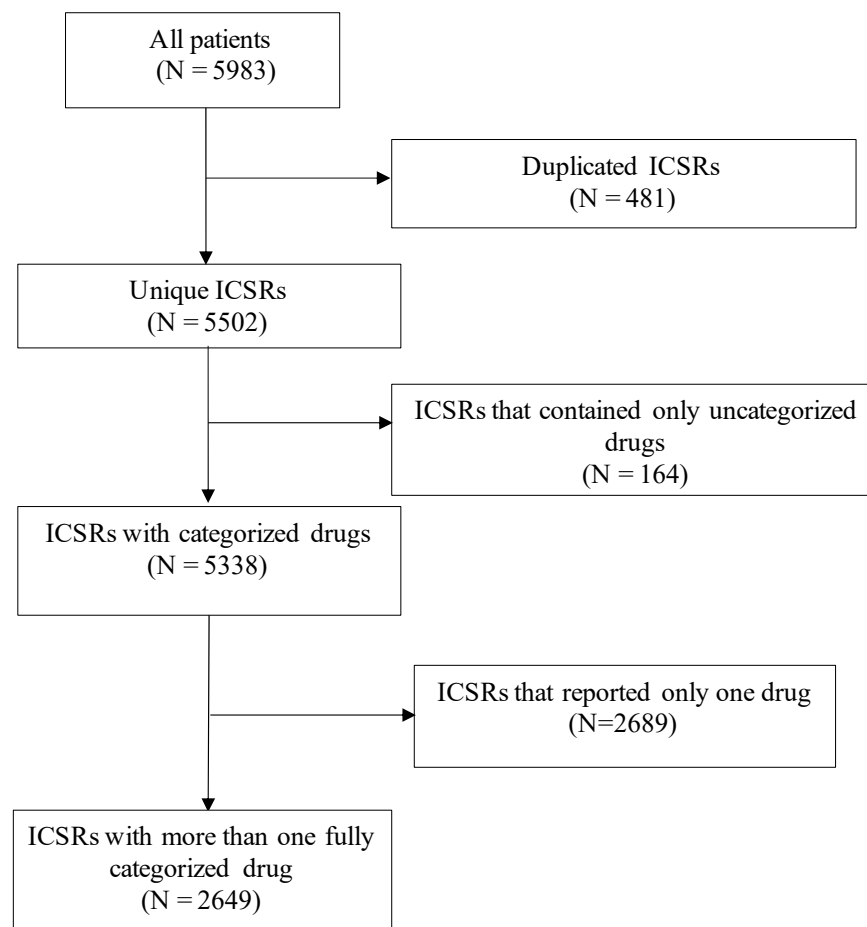 All patients
(N = 5983)
Duplicated ICSRs
(N = 481)
Unique ICSRs
(N = 5502)
ICSRs that contained only uncategorized
drugs
(N = 164)
ICSRs with categorized drugs
(N = 5338)
ICSRs that reported only one drug
(N=2689)
ICSRs with more than one fully
categorized drug
(N = 2649)